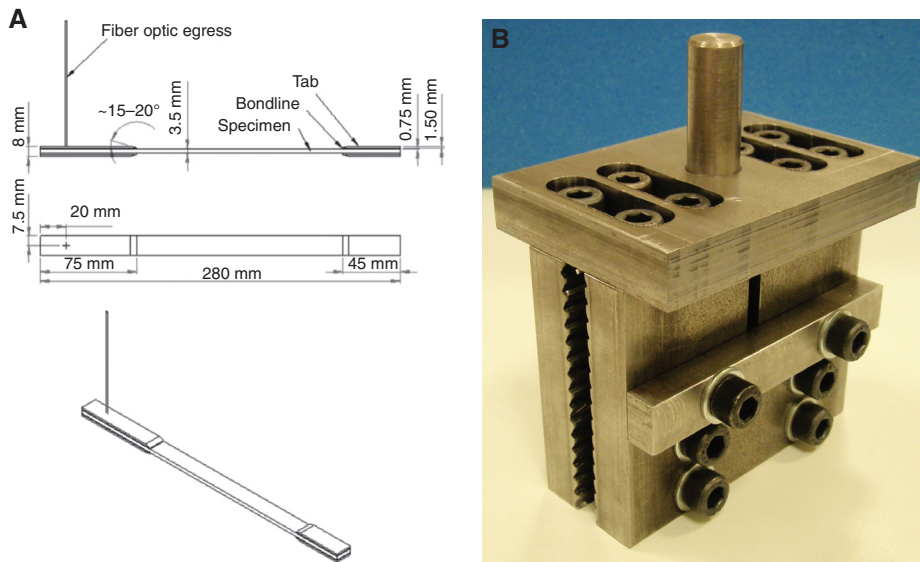 A
Fiber optic egress
~15–20°
3.5 mm
Tab
Bondline
Specimen
0.75 mm
1.50 mm
8 mm
7.5 mm
20 mm
75 mm
280 mm
45 mm
B